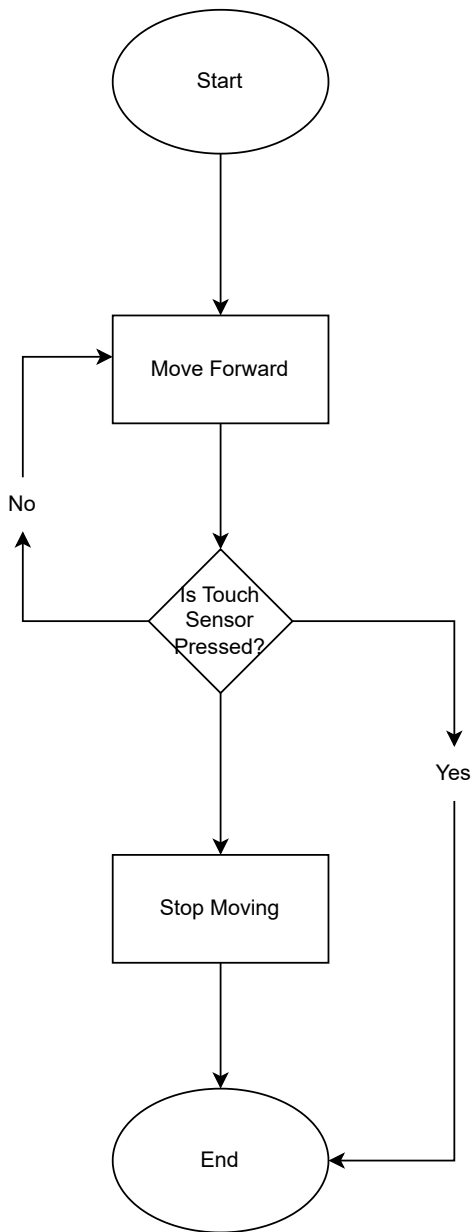 Start
Move Forward
No
Is Touch
Sensor
Pressed?
Yes
Stop Moving
End